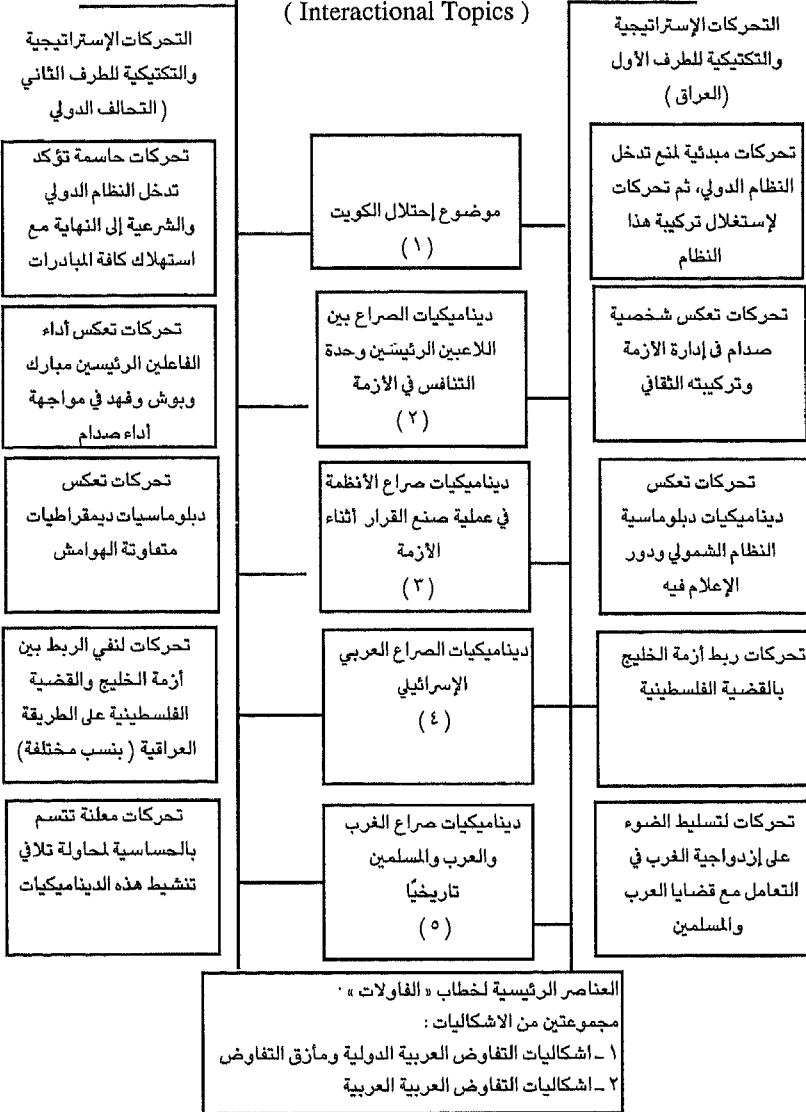 ( Interactional Topics )
التحركات الإستراتيجية
والتكتيكية للطرف الأول
(العراق )
التحركات الإستراتيجية
والتكتيكية للطرف الثاني
( التحالف الدولي
تحركات مبدئية لمنع تدخل
النظام الدولي، ثم تحركات
لإستغلال تركيبة هذا
النظام
موضوع إحتلال الكويت
( ١ )
تحركات حاسمة تؤكد
تدخل النظام الدولي
والشرعية إلى النهاية مع
استهلاك كافة المبادرات
تحركات تعكس شخصية
صدام فى إدارة الأزمة
وتركيبته الثقافي
ديناميكيات الصراع بين
اللاعبين الرئيسَين وحدة
التنافس في الأزمة
( ٢ )
تحركات تعكس أداء
الفاعلين الرئيسين مبارك
وبوش وفهد في مواجهة
أداء صدام
تحركات تعكس
ديناميكيات دبلوماسية
النظام الشمولي ودور
الإعلام فيه
ديناميكيات صراع الأنظمة
في عملية صنع القرار أثناء
الأزمة
( ٣ )
تحركات تعكس
دبلوماسيات ديمقراطيات
متفاوتة الهوامش
تحركات ربط أزمة الخليج
بالقضية الفلسطينية
ديناميكيات الصراع العربي
الإسرائيلي
( ٤ )
تحركات لنفي الربط بين
أزمة الخليج والقضية
الفلسطينية على الطريقة
العراقية ( بنسب مختلفة)
تحركات لتسليط الضوء
على إزدواجية الغرب في
التعامل مع قضايا العرب
والمسلمين
ديناميكيات صراع الغرب
والعرب والمسلمين
تاريخيًا
( ٥ )
تحركات معلنة تتسم
بالحساسية لمحاولة تلافي
تنشيط هذه الديناميكيات
العناصر الرئيسية لخطاب « الفاولات » ٠
مجموعتين من الاشكاليات :
١ ـ اشكاليات التفاوض العربية الدولية ومأزق التفاوض
٢ ـ اشكاليات التفاوض العربية العربية